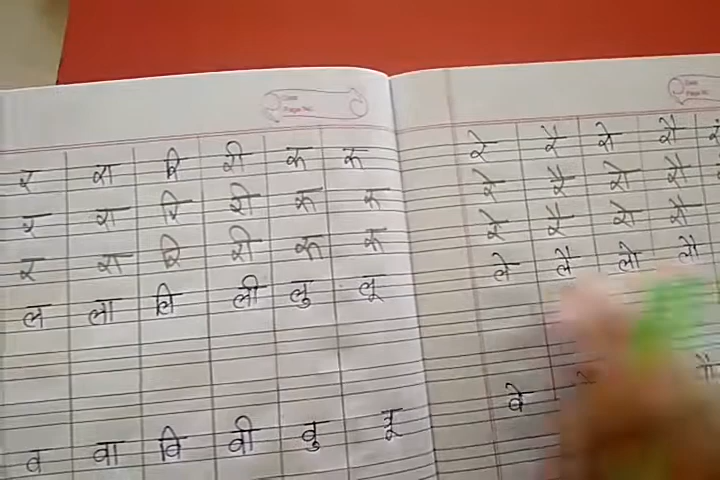 र रा रि री रु रू
र रा रि री रु रू
र रा रि री रु रू
ल ला लि ली लु लू
व वा वि वी वु वू
रे रै रो रौ
रे रै रो रौ
रे रै रो रौ
ले लै लो लौ
वे